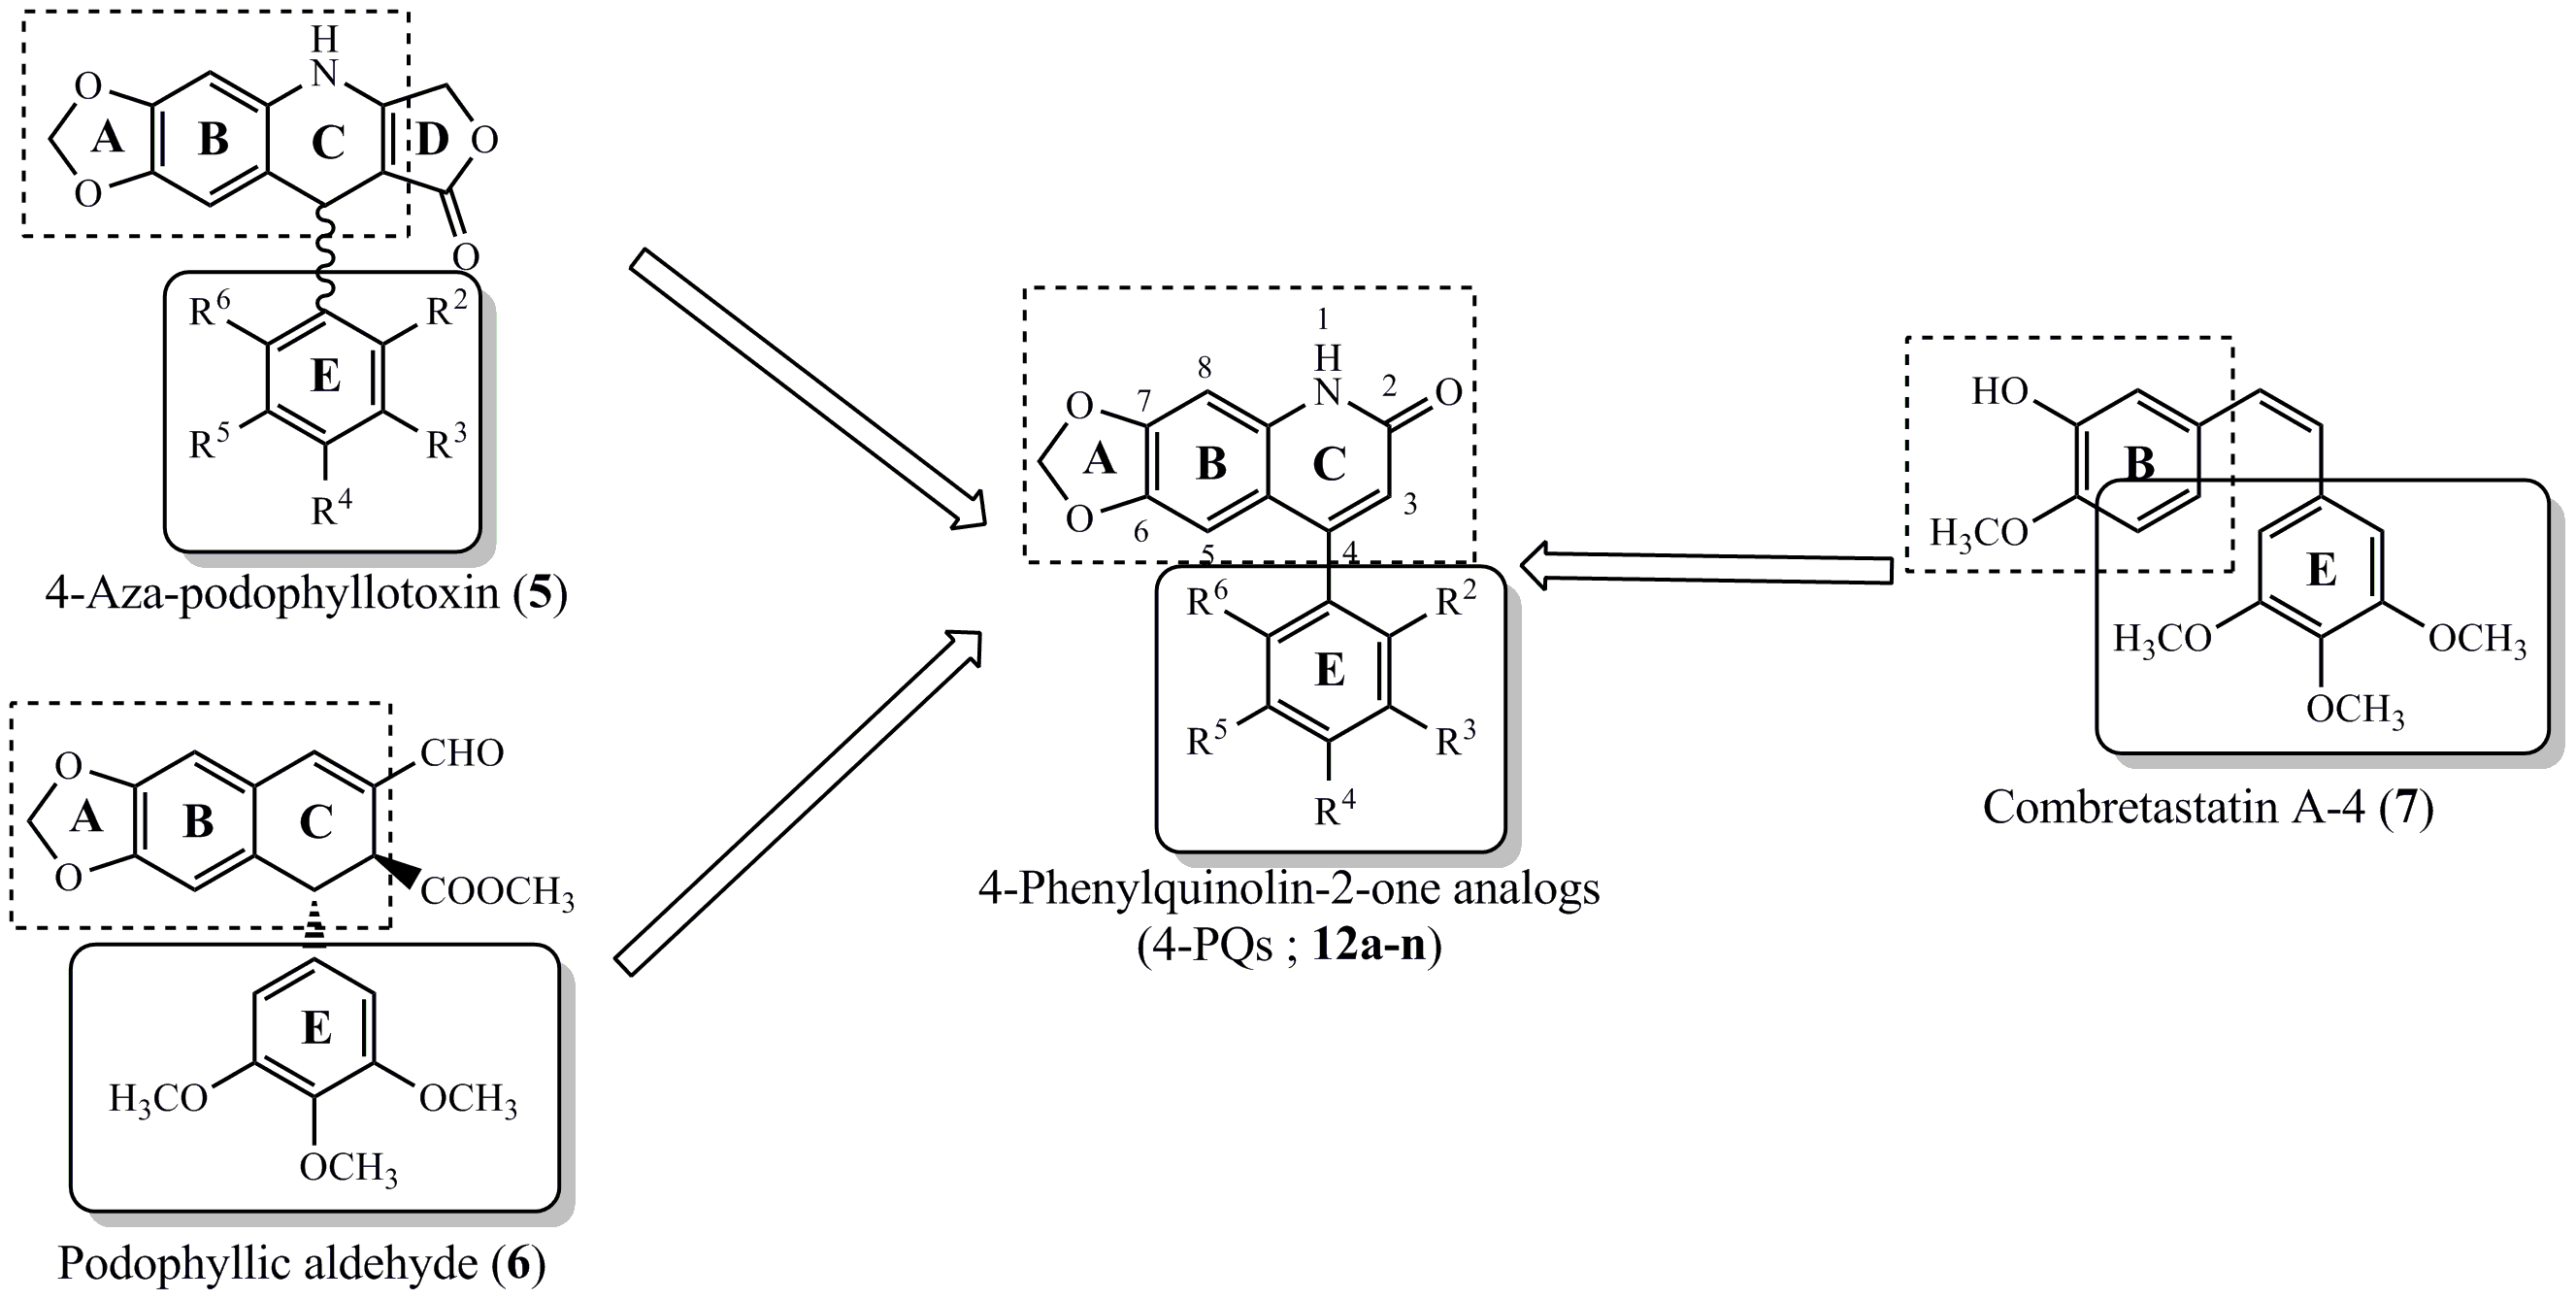 H
N
O
O
A
B
C
D
O
O
R⁶
R²
E
R⁵
R³
R⁴
4-Aza-podophyllotoxin (5)
O
O
A
B
C
CHO
COOCH₃
E
H₃CO
OCH₃
OCH₃
Podophyllic aldehyde (6)
1
H
N
8
7
2
O
O
O
A
B
C
6
5
4
3
R⁶
R²
E
R⁵
R³
R⁴
4-Phenylquinolin-2-one analogs
(4-PQs ; 12a-n)
HO
B
H₃CO
E
H₃CO
OCH₃
OCH₃
Combretastatin A-4 (7)